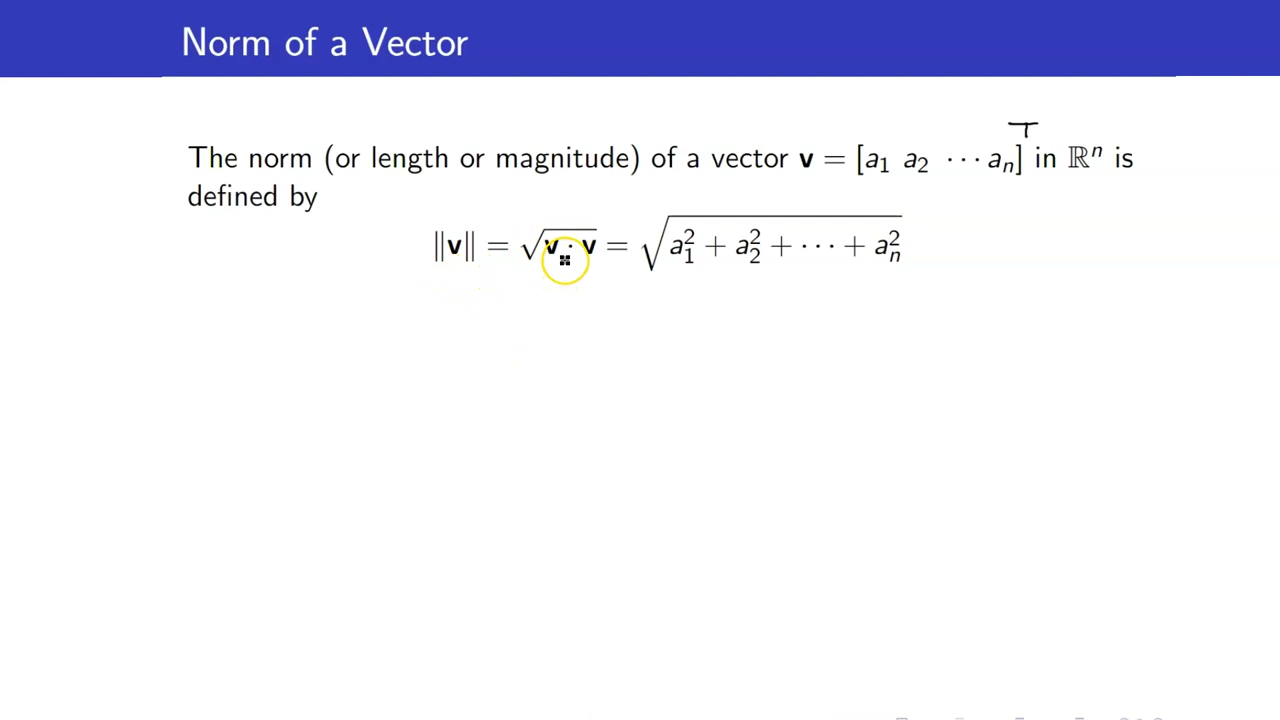 Norm of a Vector
The norm (or length or magnitude) of a vector v = [a₁ a₂ ⋯ aₙ]ᵀ in ℝⁿ is
defined by
‖v‖ = √(v · v) = √(a₁² + a₂² + ⋯ + aₙ²)